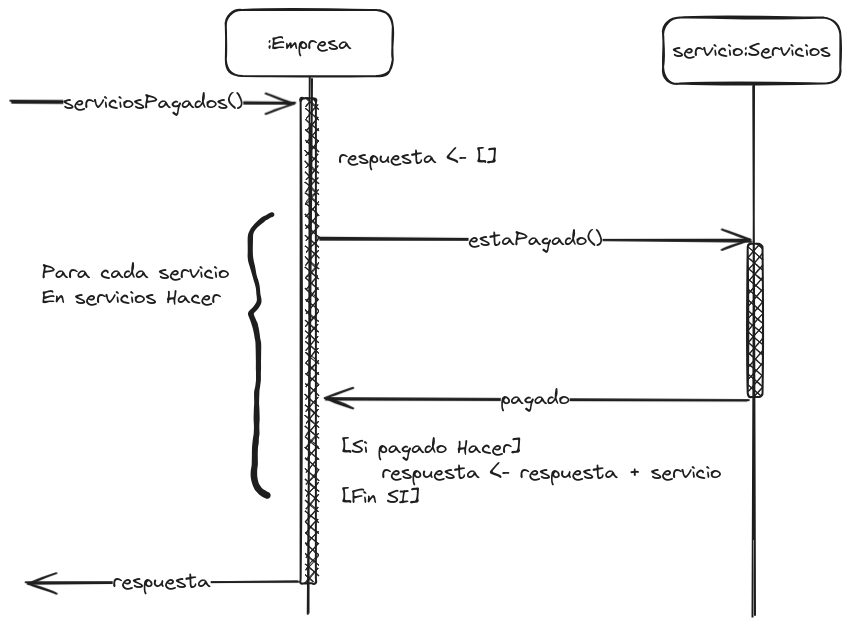 :Empresa
servicio:Servicios
serviciosPagados()
respuesta <- []
estaPagado()
Para cada servicio
En servicios Hacer
pagado
[Si pagado Hacer]
respuesta <- respuesta + servicio
[Fin SI]
respuesta